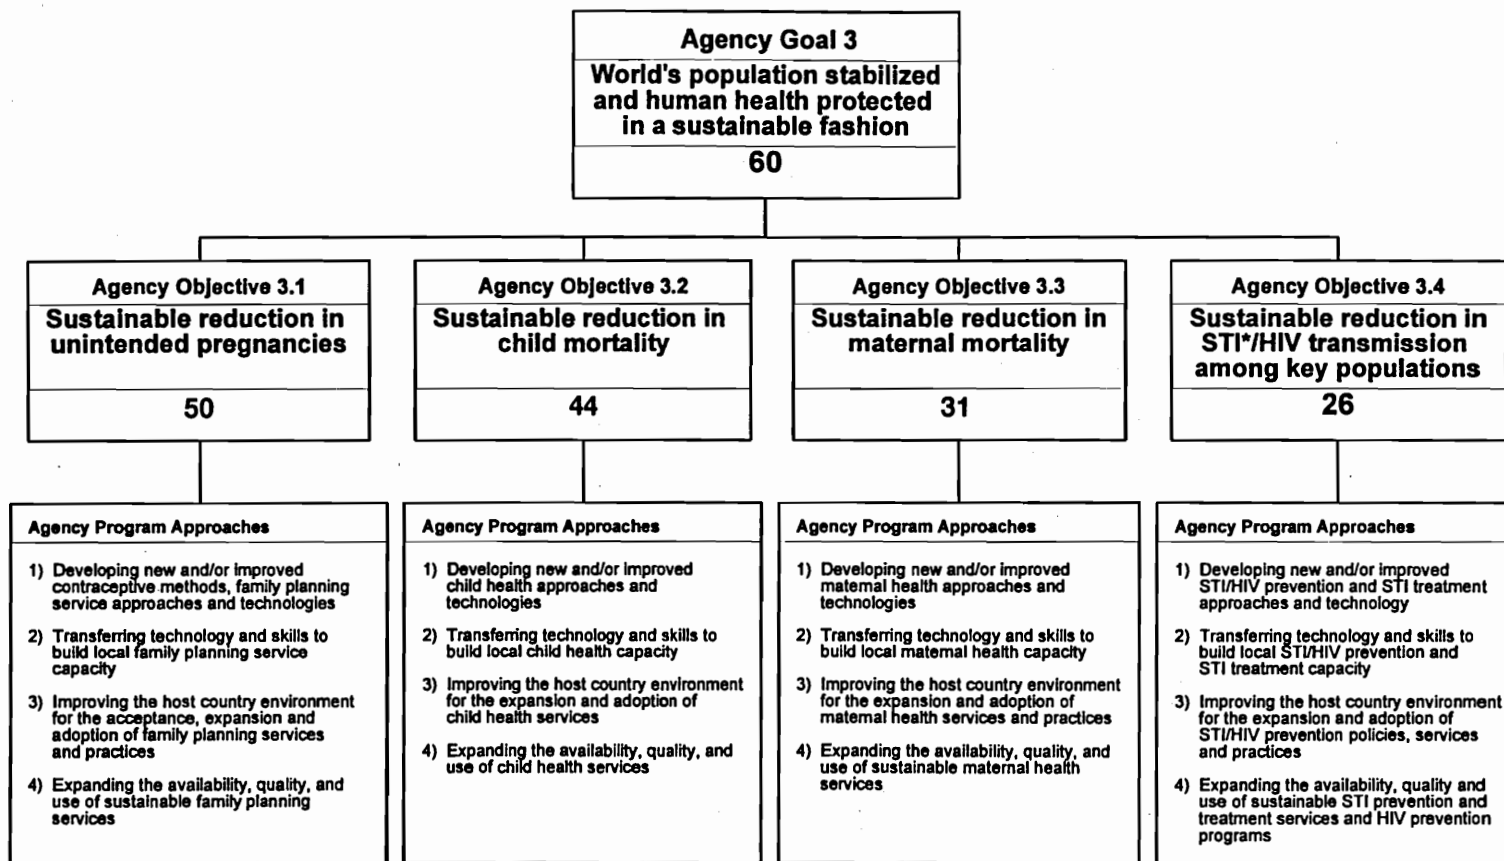 Agency Goal 3
World's population stabilized
and human health protected
in a sustainable fashion
60
Agency Objective 3.1
Sustainable reduction in
unintended pregnancies
50
Agency Objective 3.2
Sustainable reduction in
child mortality
44
Agency Objective 3.3
Sustainable reduction in
maternal mortality
31
Agency Objective 3.4
Sustainable reduction in
STI*/HIV transmission
among key populations
26
Agency Program Approaches
1) Developing new and/or improved
contraceptive methods, family planning
service approaches and technologies
2) Transferring technology and skills to
build local family planning service
capacity
3) Improving the host country environment
for the acceptance, expansion and
adoption of family planning services
and practices
4) Expanding the availability, quality, and
use of sustainable family planning
services
Agency Program Approaches
1) Developing new and/or improved
child health approaches and
technologies
2) Transferring technology and skills to
build local child health capacity
3) Improving the host country environment
for the expansion and adoption of
child health services
4) Expanding the availability, quality, and
use of child health services
Agency Program Approaches
1) Developing new and/or improved
maternal health approaches and
technologies
2) Transferring technology and skills to
build local maternal health capacity
3) Improving the host country environment
for the expansion and adoption of
maternal health services and practices
4) Expanding the availability, quality, and
use of sustainable maternal health
services
Agency Program Approaches
1) Developing new and/or improved
STI/HIV prevention and STI treatment
approaches and technology
2) Transferring technology and skills to
build local STI/HIV prevention and
STI treatment capacity
3) Improving the host country environment
for the expansion and adoption of
STI/HIV prevention policies, services
and practices
4) Expanding the availability, quality and
use of sustainable STI prevention and
treatment services and HIV prevention
programs